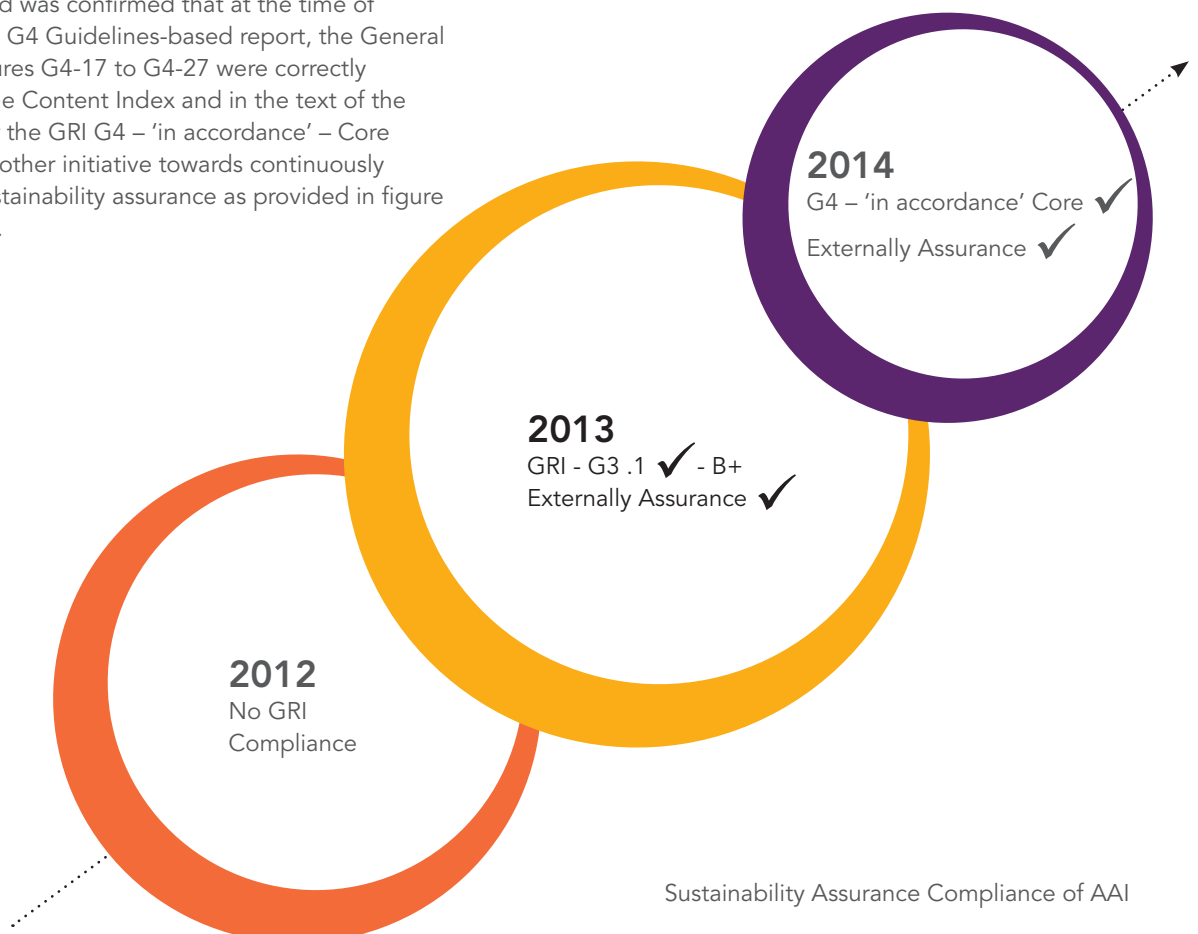 d was confirmed that at the time of
G4 Guidelines-based report, the General
ures G4-17 to G4-27 were correctly
e Content Index and in the text of the
the GRI G4 – ‘in accordance’ – Core
other initiative towards continuously
stainability assurance as provided in figure
.
2014
G4 – ‘in accordance’ Core ✓
Externally Assurance ✓
2013
GRI - G3 .1 ✓ - B+
Externally Assurance ✓
2012
No GRI
Compliance
Sustainability Assurance Compliance of AAI